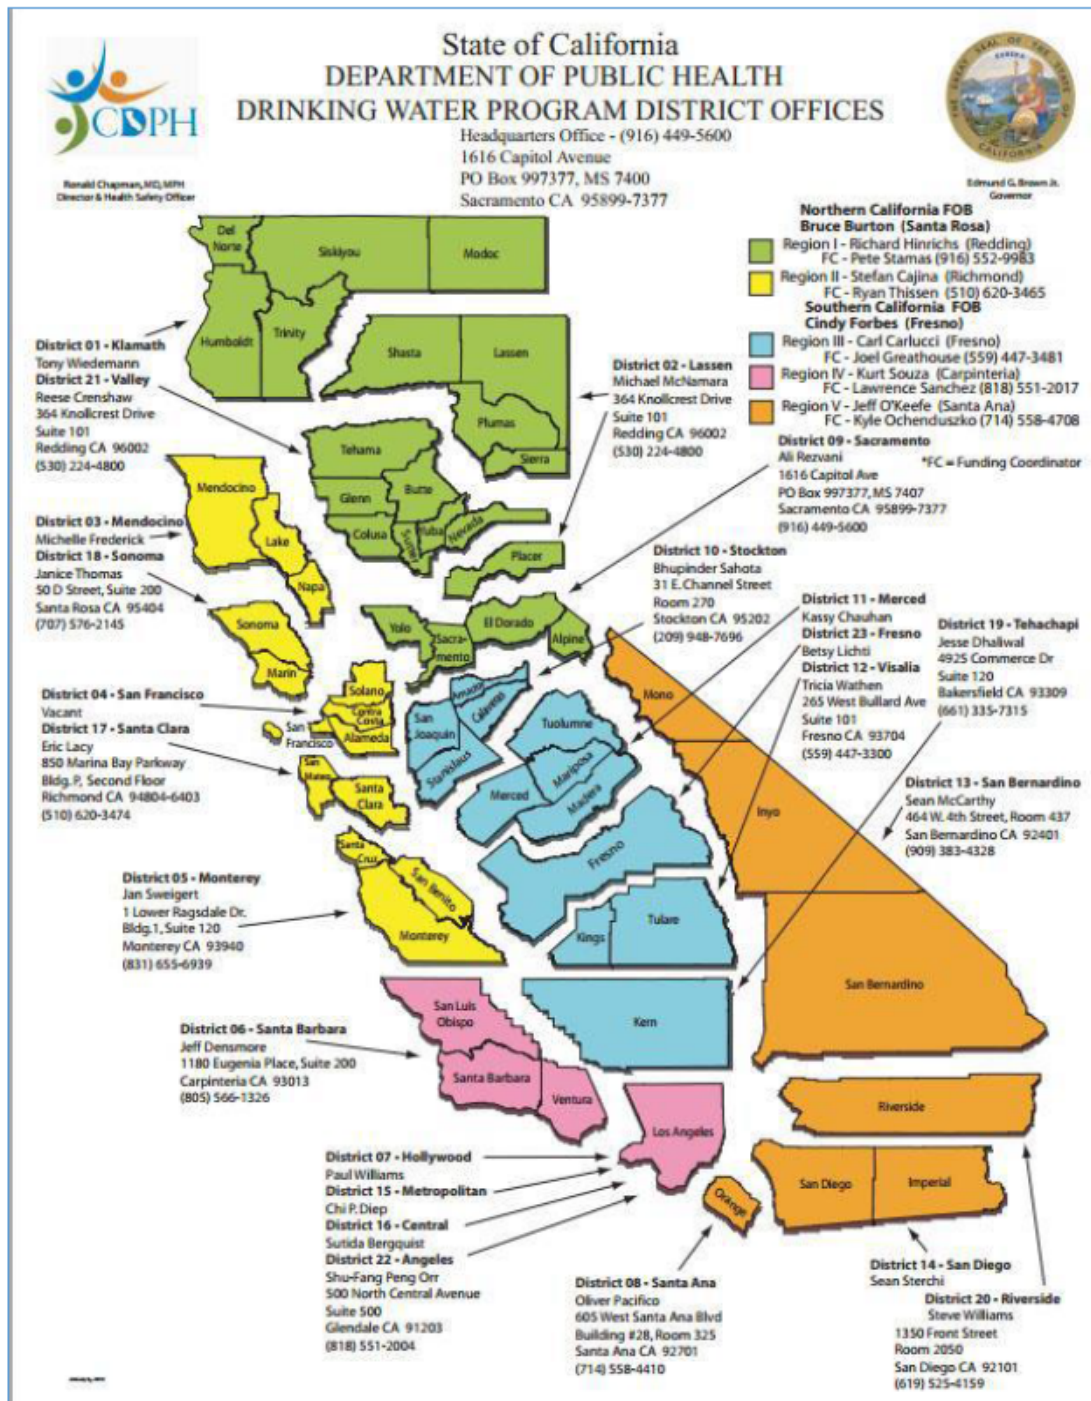 State of California
DEPARTMENT OF PUBLIC HEALTH
DRINKING WATER PROGRAM DISTRICT OFFICES
Headquarters Office - (916) 449-5600
1616 Capitol Avenue
PO Box 997377, MS 7400
Sacramento CA 95899-7377
CDPH
Ronald Chapman, MD, MPH
Director & Health Safety Officer
EUREKA
CALIFORNIA
Edmund G. Brown Jr.
Governor
Northern California FOB
Bruce Burton (Santa Rosa)
Region I - Richard Hinrichs (Redding)
FC - Pete Stamas (916) 552-9983
Region II - Stefan Cajina (Richmond)
FC - Ryan Thissen (510) 620-3465
Southern California FOB
Cindy Forbes (Fresno)
Region III - Carl Carlucci (Fresno)
FC - Joel Greathouse (559) 447-3481
Region IV - Kurt Souza (Carpinteria)
FC - Lawrence Sanchez (818) 551-2017
Region V - Jeff O'Keefe (Santa Ana)
FC - Kyle Ochenduszko (714) 558-4708
*FC = Funding Coordinator
District 01 - Klamath
Tony Wiedemann
District 21 - Valley
Reese Crenshaw
364 Knollcrest Drive
Suite 101
Redding CA 96002
(530) 224-4800
District 02 - Lassen
Michael McNamara
364 Knollcrest Drive
Suite 101
Redding CA 96002
(530) 224-4800
District 09 - Sacramento
Ali Rezvani
1616 Capitol Ave
PO Box 997377, MS 7407
Sacramento CA 95899-7377
(916) 449-5600
District 03 - Mendocino
Michelle Frederick
District 18 - Sonoma
Janice Thomas
50 D Street, Suite 200
Santa Rosa CA 95404
(707) 576-2145
District 10 - Stockton
Bhupinder Sahota
31 E. Channel Street
Room 270
Stockton CA 95202
(209) 948-7696
District 11 - Merced
Kassy Chauhan
District 23 - Fresno
Betsy Lichti
District 12 - Visalia
Tricia Wathen
265 West Bullard Ave
Suite 101
Fresno CA 93704
(559) 447-3300
District 19 - Tehachapi
Jesse Dhaliwal
4925 Commerce Dr
Suite 120
Bakersfield CA 93309
(661) 335-7315
District 04 - San Francisco
Vacant
District 17 - Santa Clara
Eric Lacy
850 Marina Bay Parkway
Bldg. P, Second Floor
Richmond CA 94804-6403
(510) 620-3474
District 13 - San Bernardino
Sean McCarthy
464 W. 4th Street, Room 437
San Bernardino CA 92401
(909) 383-4328
District 05 - Monterey
Jan Sweigert
1 Lower Ragsdale Dr.
Bldg.1, Suite 120
Monterey CA 93940
(831) 655-6939
District 06 - Santa Barbara
Jeff Densmore
1180 Eugenia Place, Suite 200
Carpinteria CA 93013
(805) 566-1326
District 07 - Hollywood
Paul Williams
District 15 - Metropolitan
Chi P. Diep
District 16 - Central
Sutida Bergquist
District 22 - Angeles
Shu-Fang Peng Orr
500 North Central Avenue
Suite 500
Glendale CA 91203
(818) 551-2004
District 08 - Santa Ana
Oliver Pacifico
605 West Santa Ana Blvd
Building #28, Room 325
Santa Ana CA 92701
(714) 558-4410
District 14 - San Diego
Sean Sterchi
District 20 - Riverside
Steve Williams
1350 Front Street
Room 2050
San Diego CA 92101
(619) 525-4159
Del
Norte
Siskiyou
Modoc
Humboldt
Trinity
Shasta
Lassen
Plumas
Sierra
Tehama
Glenn
Butte
Colusa
Sutter
Yuba
Nevada
Placer
Mendocino
Lake
Napa
Sonoma
Marin
Yolo
Sacra-
mento
El Dorado
Alpine
Solano
Contra
Costa
Alameda
San
Francisco
San
Mateo
Santa
Clara
Amador
Calaveras
San
Joaquin
Stanislaus
Tuolumne
Mariposa
Merced
Madera
Mono
Inyo
Fresno
Santa
Cruz
San Benito
Monterey
Kings
Tulare
Kern
San Bernardino
San Luis
Obispo
Santa Barbara
Ventura
Los Angeles
Riverside
Orange
San Diego
Imperial